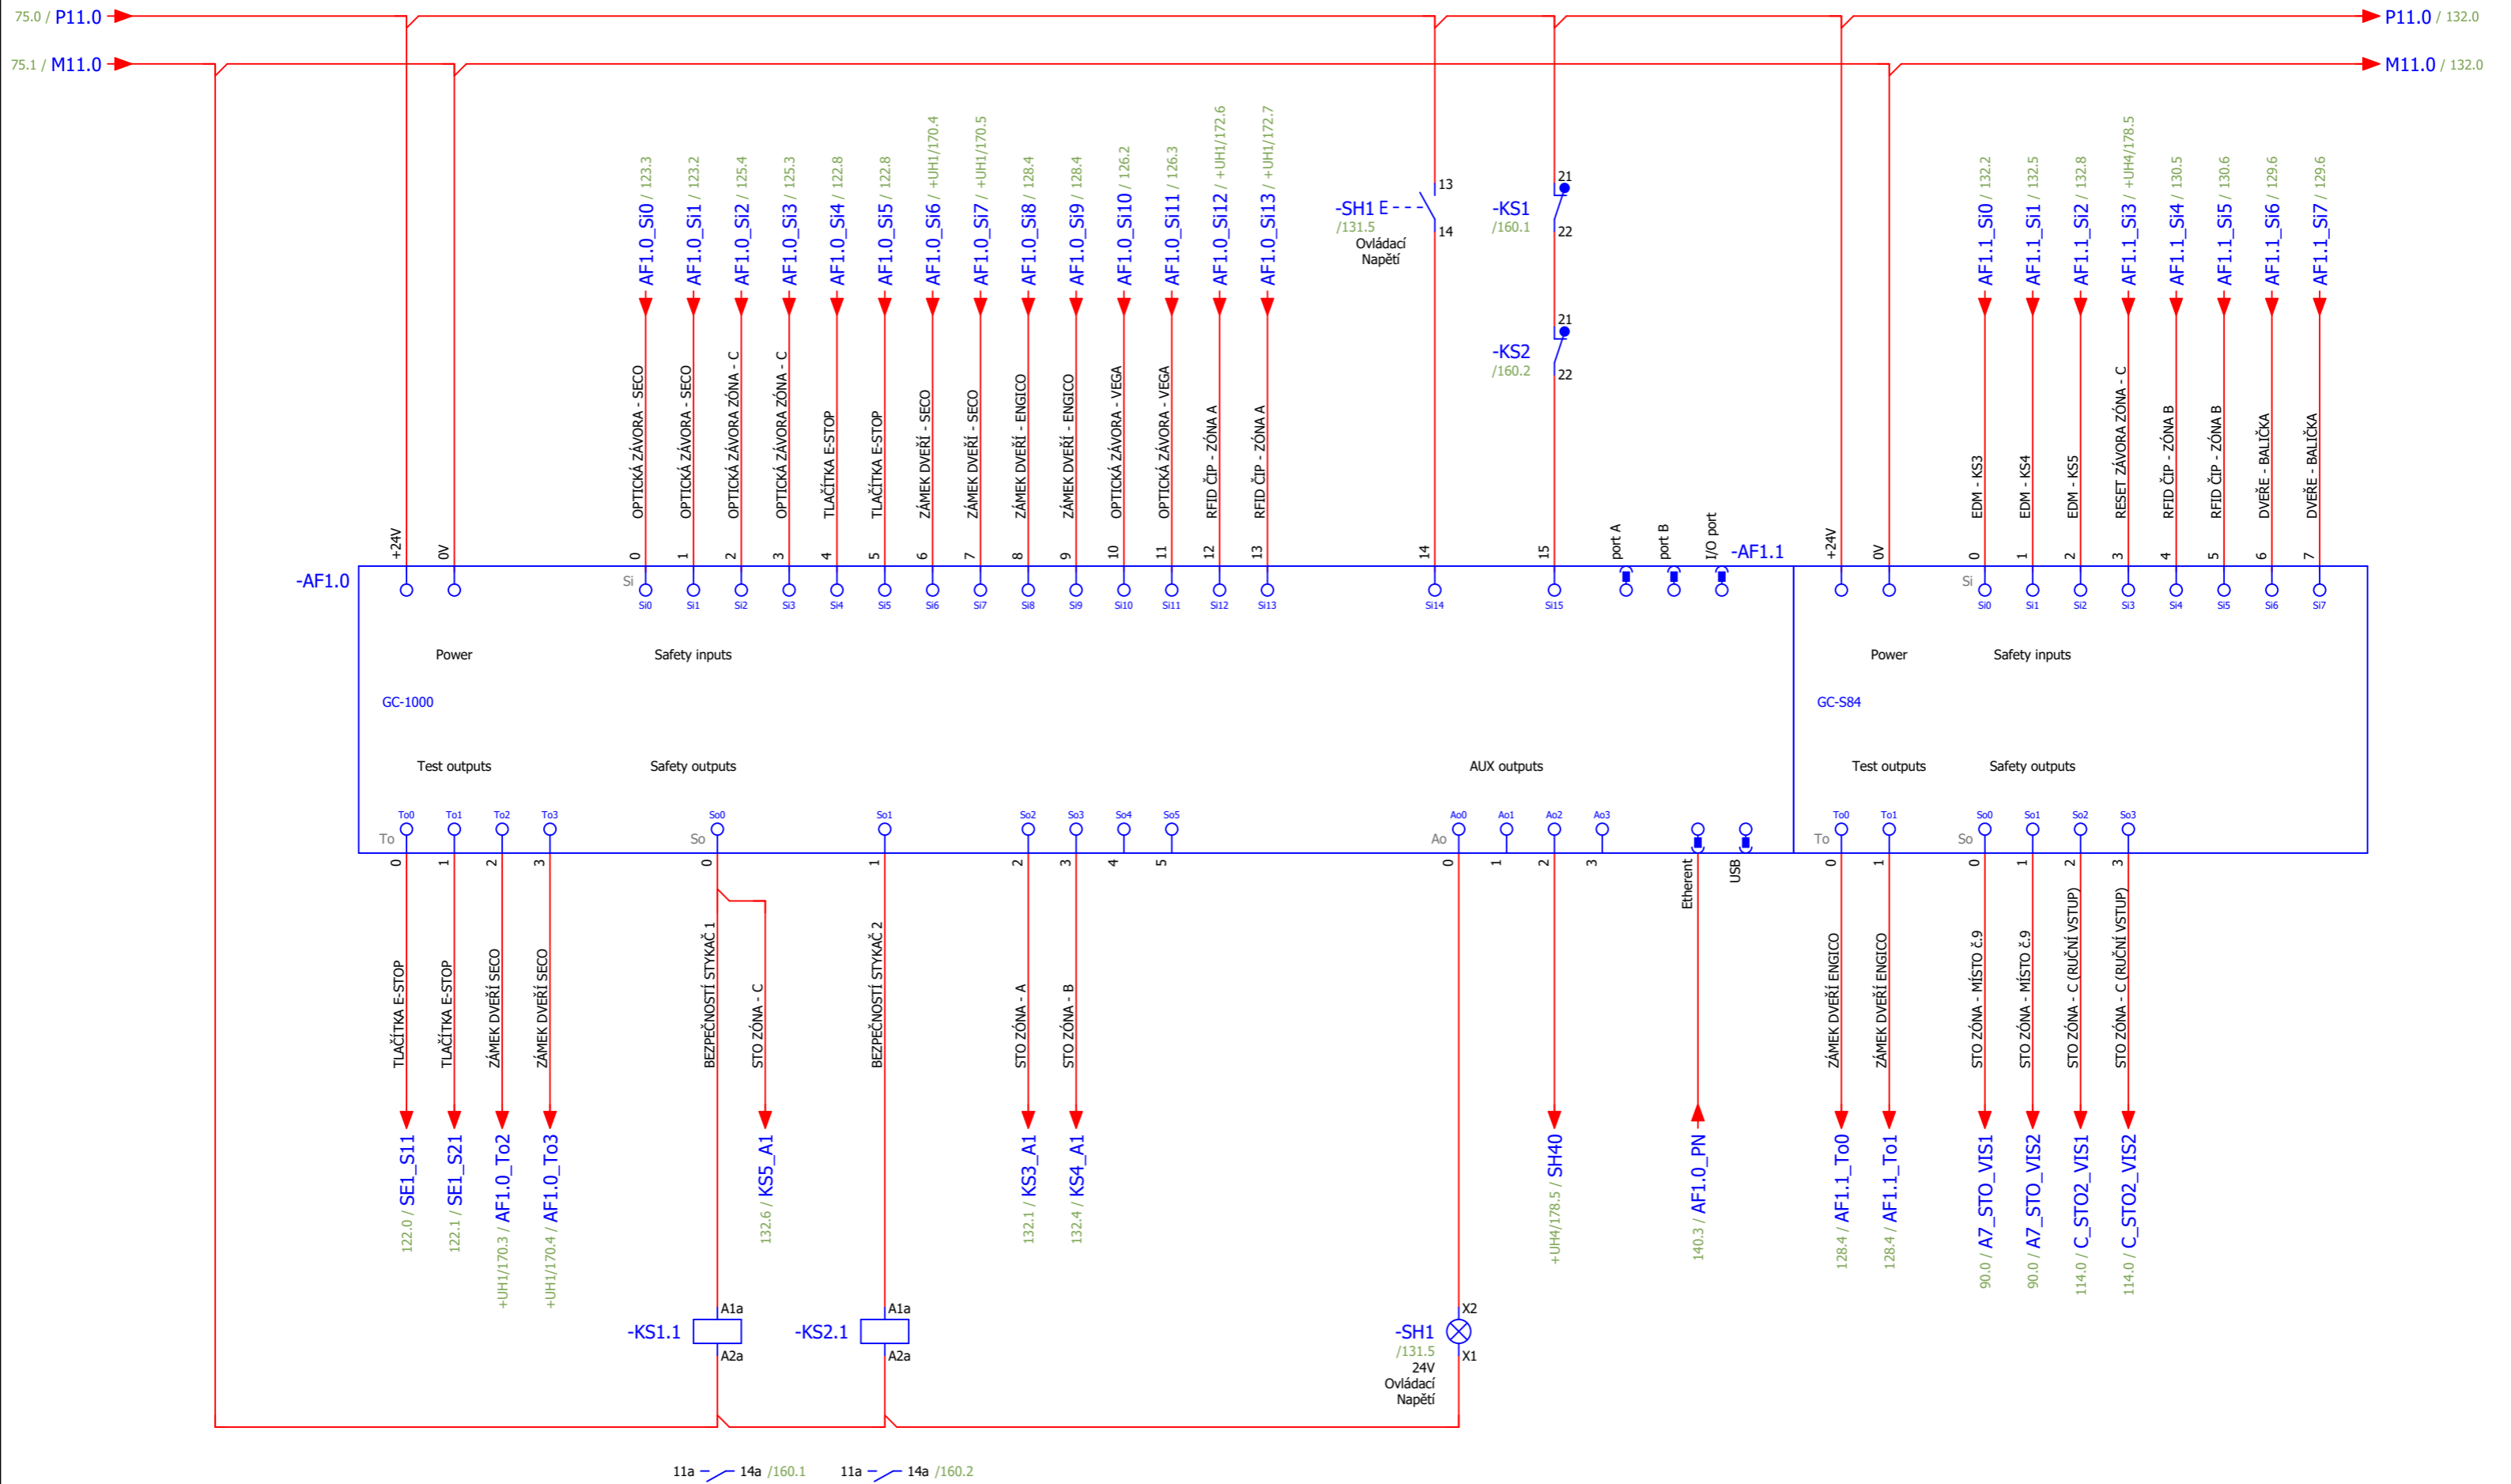 75.0 / P11.0
P11.0 / 132.0
75.1 / M11.0
M11.0 / 132.0
AF1.0_Si0 / 123.3
AF1.0_Si1 / 123.2
AF1.0_Si2 / 125.4
AF1.0_Si3 / 125.3
AF1.0_Si4 / 122.8
AF1.0_Si5 / 122.8
AF1.0_Si6 / +UH1/170.4
AF1.0_Si7 / +UH1/170.5
AF1.0_Si8 / 128.4
AF1.0_Si9 / 128.4
AF1.0_Si10 / 126.2
AF1.0_Si11 / 126.3
AF1.0_Si12 / +UH1/172.6
AF1.0_Si13 / +UH1/172.7
13
-SH1 E
/131.5
14
Ovládací
Napětí
21
-KS1
/160.1
22
21
-KS2
/160.2
22
AF1.1_Si0 / 132.2
AF1.1_Si1 / 132.5
AF1.1_Si2 / 132.8
AF1.1_Si3 / +UH4/178.5
AF1.1_Si4 / 130.5
AF1.1_Si5 / 130.6
AF1.1_Si6 / 129.6
AF1.1_Si7 / 129.6
+24V
0V
0 OPTICKÁ ZÁVORA - SECO
1 OPTICKÁ ZÁVORA - SECO
2 OPTICKÁ ZÁVORA ZÓNA - C
3 OPTICKÁ ZÁVORA ZÓNA - C
4 TLAČÍTKA E-STOP
5 TLAČÍTKA E-STOP
6 ZÁMEK DVEŘÍ - SECO
7 ZÁMEK DVEŘÍ - SECO
8 ZÁMEK DVEŘÍ - ENGICO
9 ZÁMEK DVEŘÍ - ENGICO
10 OPTICKÁ ZÁVORA - VEGA
11 OPTICKÁ ZÁVORA - VEGA
12 RFID ČIP - ZÓNA A
13 RFID ČIP - ZÓNA A
14
15
port A
port B
I/O port
-AF1.1
+24V
0V
0 EDM - KS3
1 EDM - KS4
2 EDM - KS5
3 RESET ZÁVORA ZÓNA - C
4 RFID ČIP - ZÓNA B
5 RFID ČIP - ZÓNA B
6 DVEŘE - BALIČKA
7 DVEŘE - BALIČKA
-AF1.0
Si
Si0 Si1 Si2 Si3 Si4 Si5 Si6 Si7 Si8 Si9 Si10 Si11 Si12 Si13 Si14 Si15
Si
Si0 Si1 Si2 Si3 Si4 Si5 Si6 Si7
Power
Safety inputs
Power
Safety inputs
GC-1000
GC-S84
Test outputs
Safety outputs
AUX outputs
Test outputs
Safety outputs
To
To0 To1 To2 To3
So
So0 So1 So2 So3 So4 So5
Ao
Ao0 Ao1 Ao2 Ao3
To
To0 To1
So
So0 So1 So2 So3
0
TLAČÍTKA E-STOP
122.0 / SE1_S11
1
TLAČÍTKA E-STOP
122.1 / SE1_S21
2
ZÁMEK DVEŘÍ SECO
+UH1/170.3 / AF1.0_To2
3
ZÁMEK DVEŘÍ SECO
+UH1/170.4 / AF1.0_To3
0
BEZPEČNOSTÍ STYKAČ 1
STO ZÓNA - C
132.6 / KS5_A1
1
BEZPEČNOSTÍ STYKAČ 2
2
STO ZÓNA - A
132.1 / KS3_A1
3
STO ZÓNA - B
132.4 / KS4_A1
4
5
0
1
2
+UH4/178.5 / SH40
3
Etherent
140.3 / AF1.0_PN
USB
0
ZÁMEK DVEŘÍ ENGICO
128.4 / AF1.1_To0
1
ZÁMEK DVEŘÍ ENGICO
128.4 / AF1.1_To1
0
STO ZÓNA - MÍSTO č.9
90.0 / A7_STO_VIS1
1
STO ZÓNA - MÍSTO č.9
90.0 / A7_STO_VIS2
2
STO ZÓNA - C (RUČNÍ VSTUP)
114.0 / C_STO2_VIS1
3
STO ZÓNA - C (RUČNÍ VSTUP)
114.0 / C_STO2_VIS2
A1a
-KS1.1
A2a
A1a
-KS2.1
A2a
X2
-SH1
/131.5
X1
24V
Ovládací
Napětí
11a 14a /160.1
11a 14a /160.2